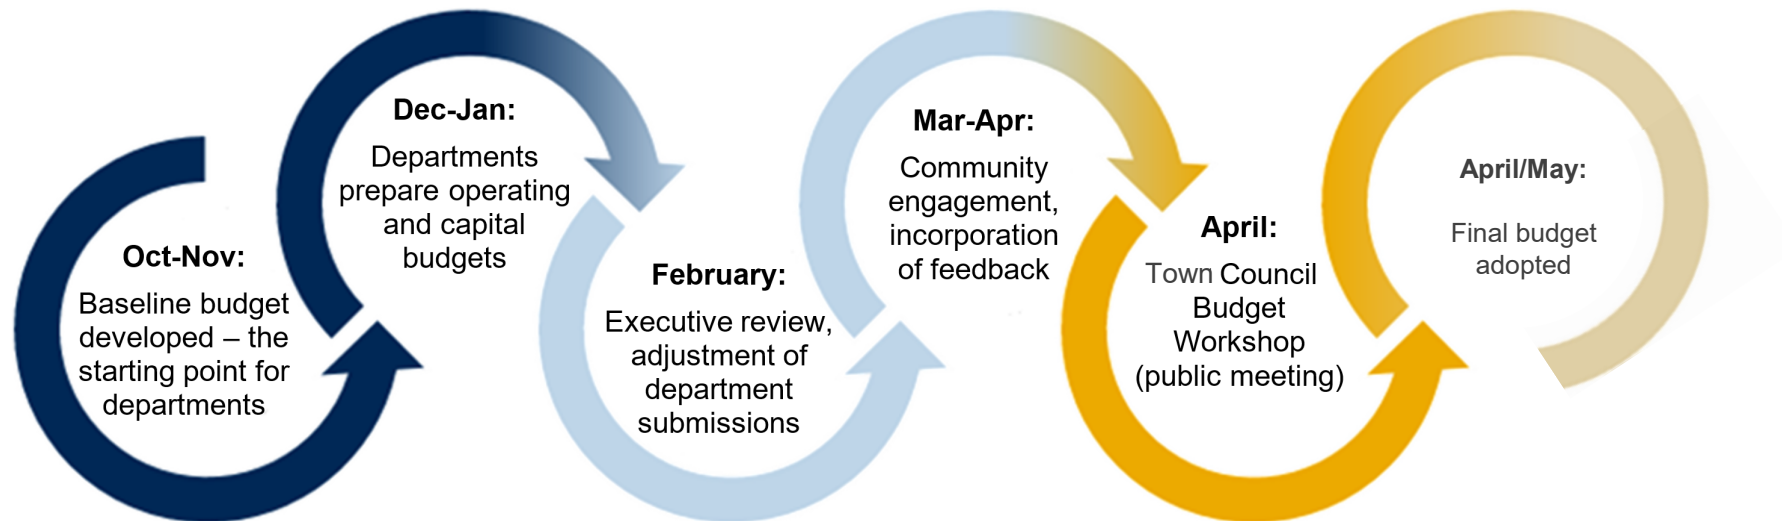 Oct-Nov:
Baseline budget
developed – the
starting point for
departments
Dec-Jan:
Departments
prepare operating
and capital
budgets
February:
Executive review,
adjustment of
department
submissions
Mar-Apr:
Community
engagement,
incorporation
of feedback
April:
Town Council
Budget
Workshop
(public meeting)
April/May:
Final budget
adopted